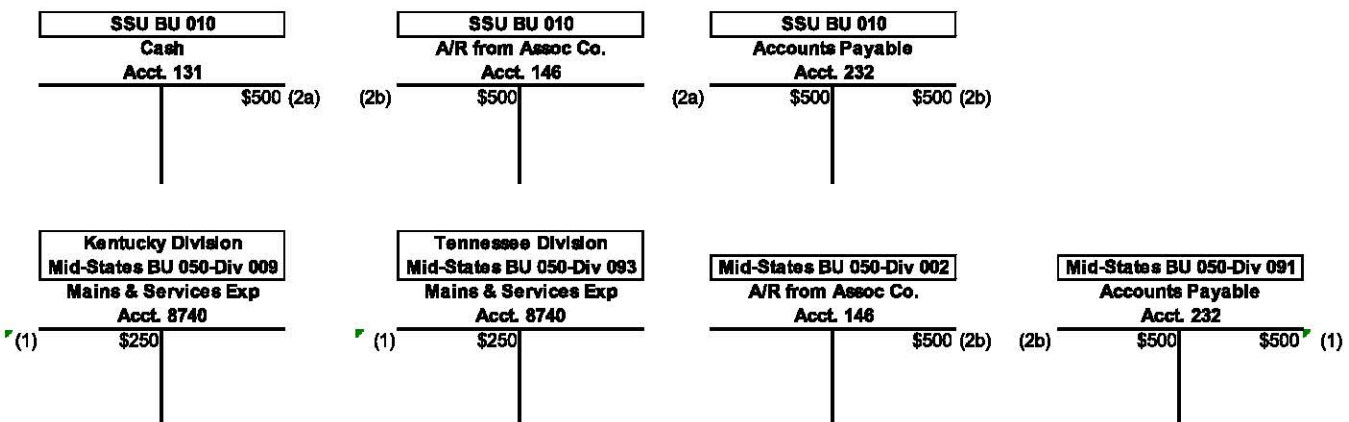 SSU BU 010
Cash
Acct. 131
$500 (2a)
SSU BU 010
A/R from Assoc Co.
Acct. 146
(2b) $500
SSU BU 010
Accounts Payable
Acct. 232
(2a) $500 $500 (2b)
Kentucky Division
Mid-States BU 050-Div 009
Mains & Services Exp
Acct. 8740
(1) $250
Tennessee Division
Mid-States BU 050-Div 093
Mains & Services Exp
Acct. 8740
(1) $250
Mid-States BU 050-Div 002
A/R from Assoc Co.
Acct. 146
$500 (2b)
Mid-States BU 050-Div 091
Accounts Payable
Acct. 232
(2b) $500 $500 (1)